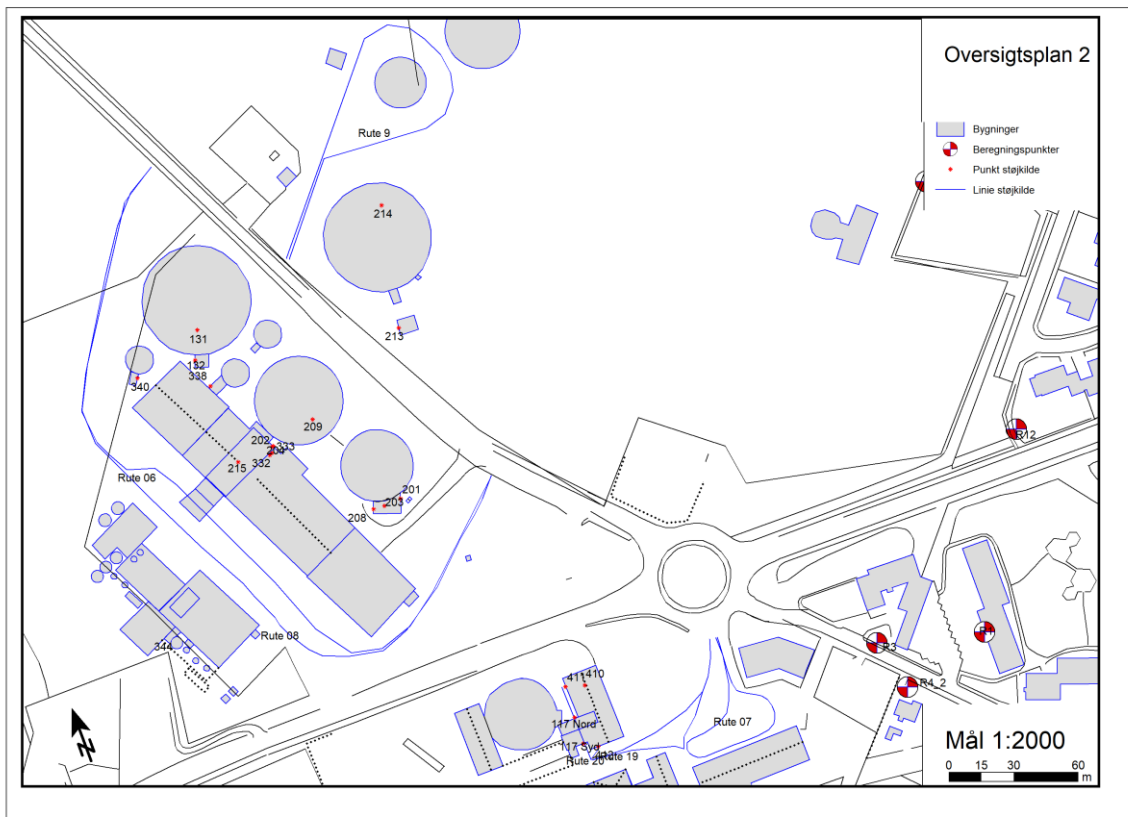 Oversigtsplan 2
Bygninger
Beregningspunkter
Punkt støjkilde
Linie støjkilde
Rute 9
214
213
131
132
338
340
209
202
333
332
215
201
203
208
Rute 06
Rute 08
344
R12
R1
R3
R4_2
411
410
117 Nord
117 Syd
Rute 20
Rute 19
Rute 07
N
Mål 1:2000
0 15 30 60
m